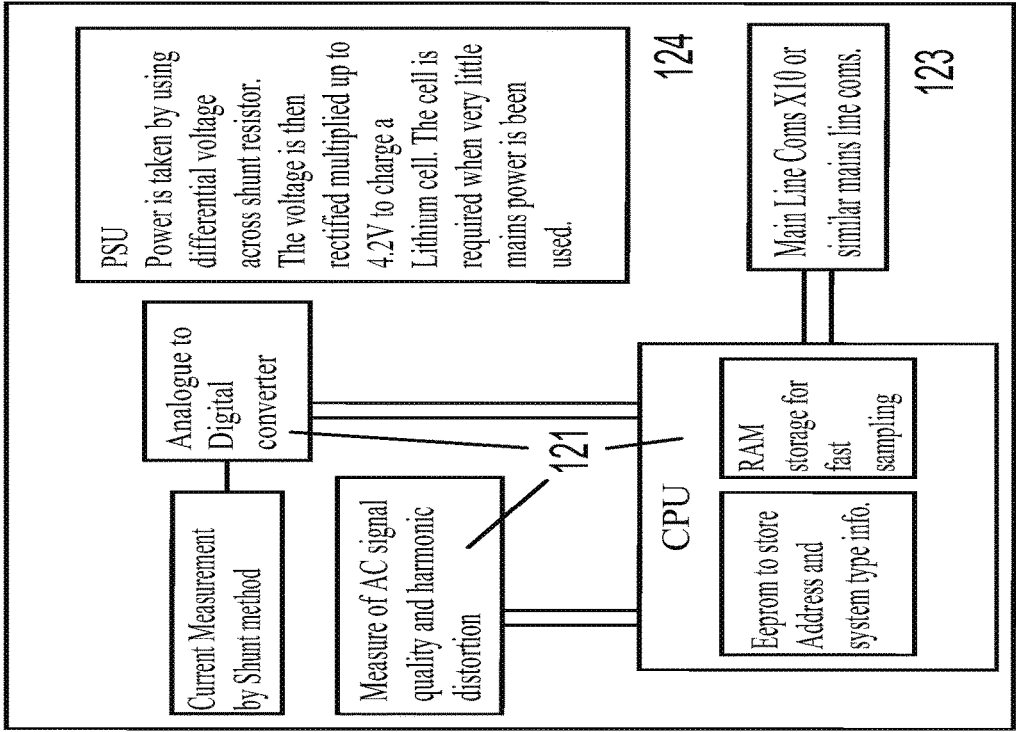 Current Measurement
by Shunt method
Analogue to
Digital
converter
PSU
Power is taken by using
differential voltage
across shunt resistor.
The voltage is then
rectified multiplied up to
4.2V to charge a
Lithium cell. The cell is
required when very little
mains power is been
used.
124
Measure of AC signal
quality and harmonic
distortion
121
CPU
Eeprom to store
Address and
system type info.
RAM
storage for
fast
sampling
Main Line Coms X10 or
similar mains line coms.
123